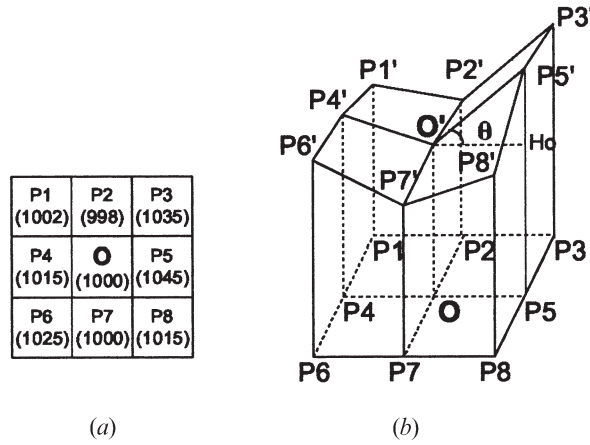 P1 P2 P3
(1002) (998) (1035)
P4 O P5
(1015) (1000) (1045)
P6 P7 P8
(1025) (1000) (1015)
(a)
P3'
P1' P2' P5'
P4' O' θ
P6' P8' Ho
P7'
P1 P2 P3
P4 O P5
P6 P7 P8
(b)